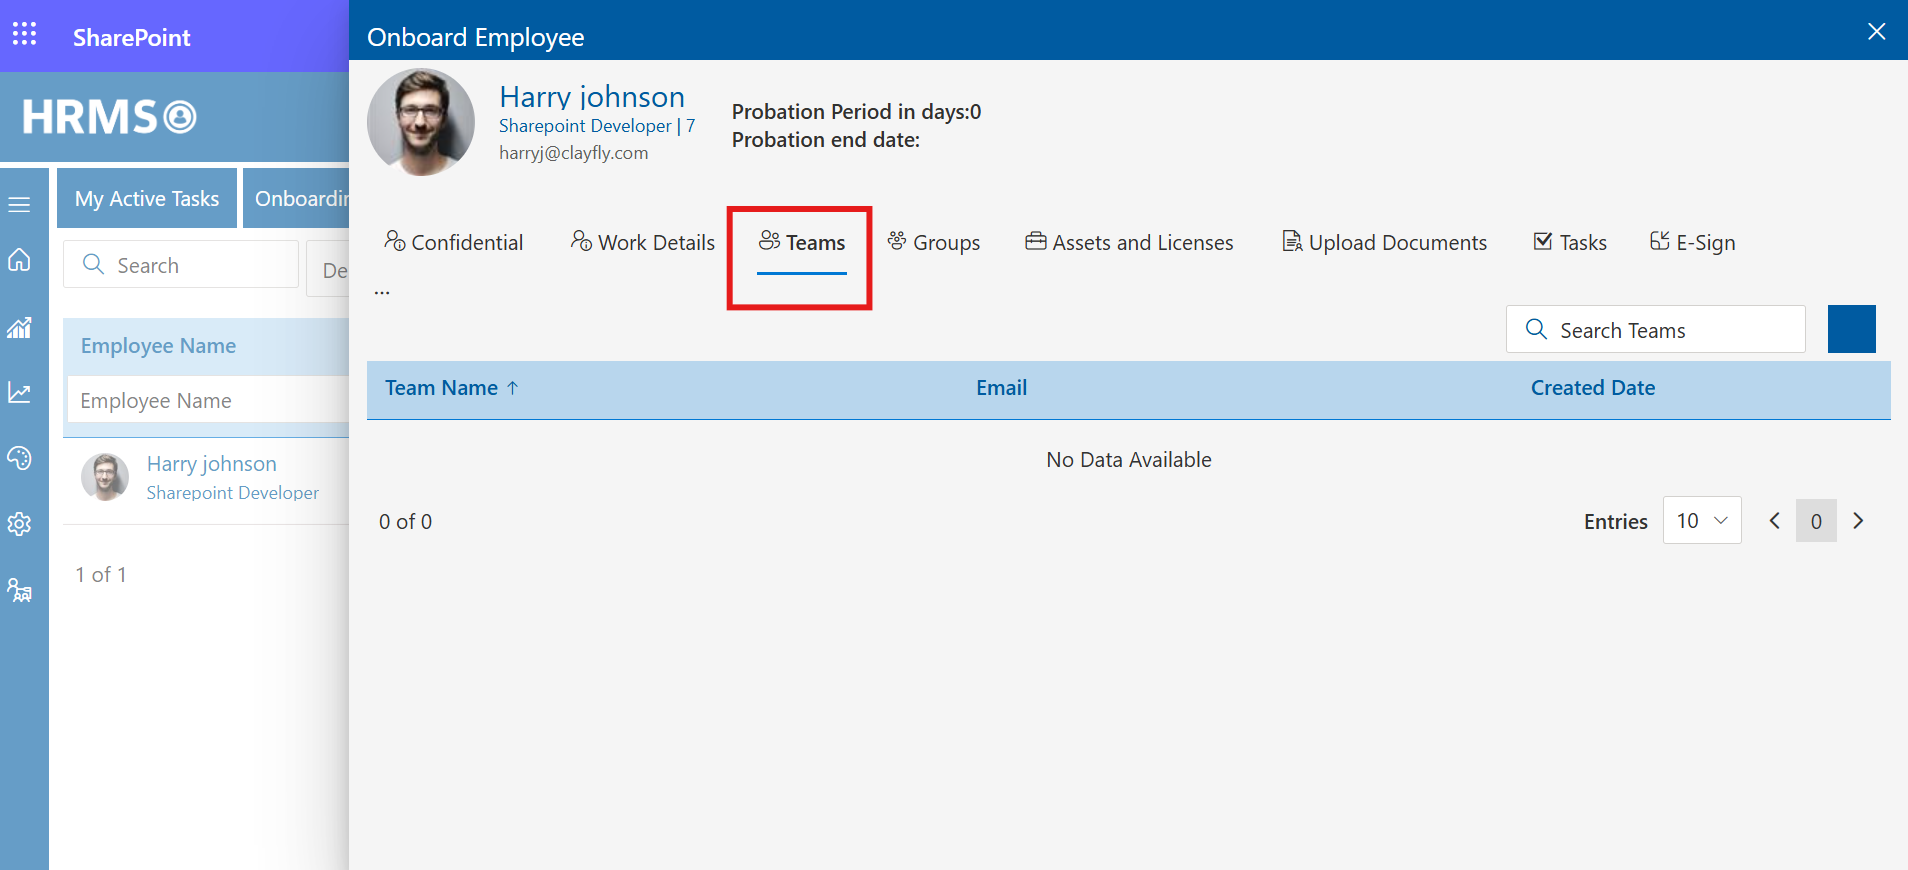 SharePoint
Onboard Employee
HRMS
Harry johnson
Sharepoint Developer | 7
harryj@clayfly.com
Probation Period in days:0
Probation end date:
My Active Tasks
Onboardin
Confidential
Work Details
Teams
Groups
Assets and Licenses
Upload Documents
Tasks
E-Sign
...
Search
De
Search Teams
Employee Name
Employee Name
Team Name ↑
Email
Created Date
Harry johnson
Sharepoint Developer
No Data Available
1 of 1
0 of 0
Entries
10
0